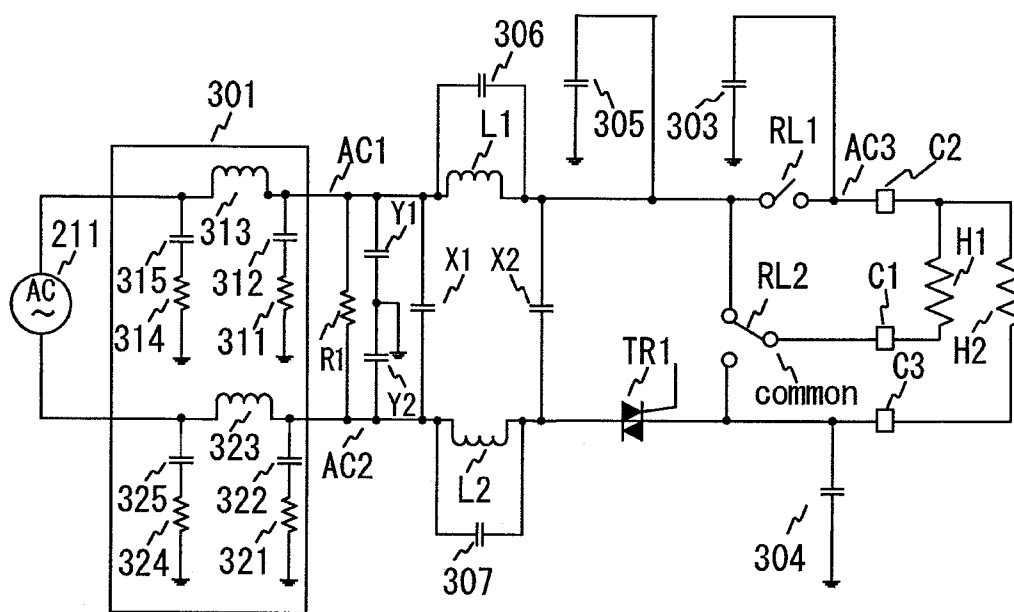 306
301
L1
305
303
RL1
AC3
C2
AC1
211
313
Y1
X1
X2
H1
315
312
RL2
C1
AC
~
314
311
R1
H2
TR1
C3
Y2
common
323
AC2
L2
325
322
324
321
307
304